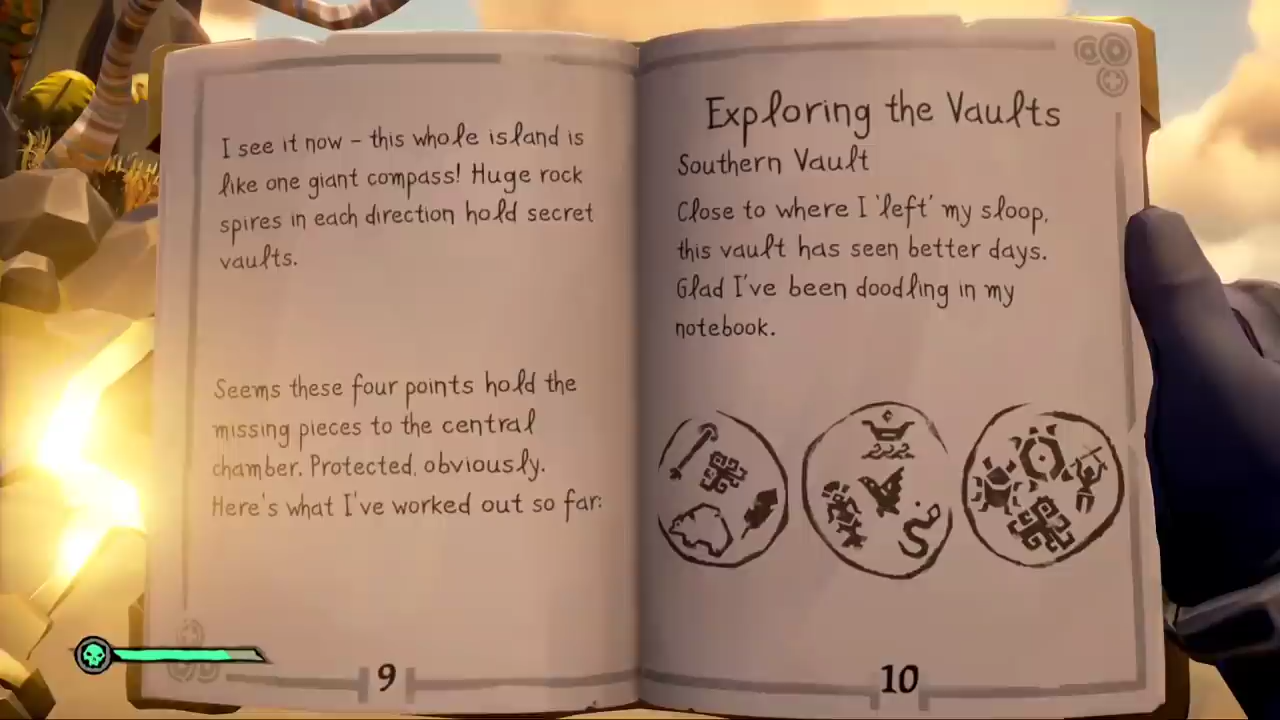 I see it now – this whole island is
like one giant compass! Huge rock
spires in each direction hold secret
vaults.
Seems these four points hold the
missing pieces to the central
chamber. Protected, obviously.
Here's what I've worked out so far:
9
Exploring the Vaults
Southern Vault
Close to where I 'left' my sloop,
this vault has seen better days.
Glad I've been doodling in my
notebook.
10